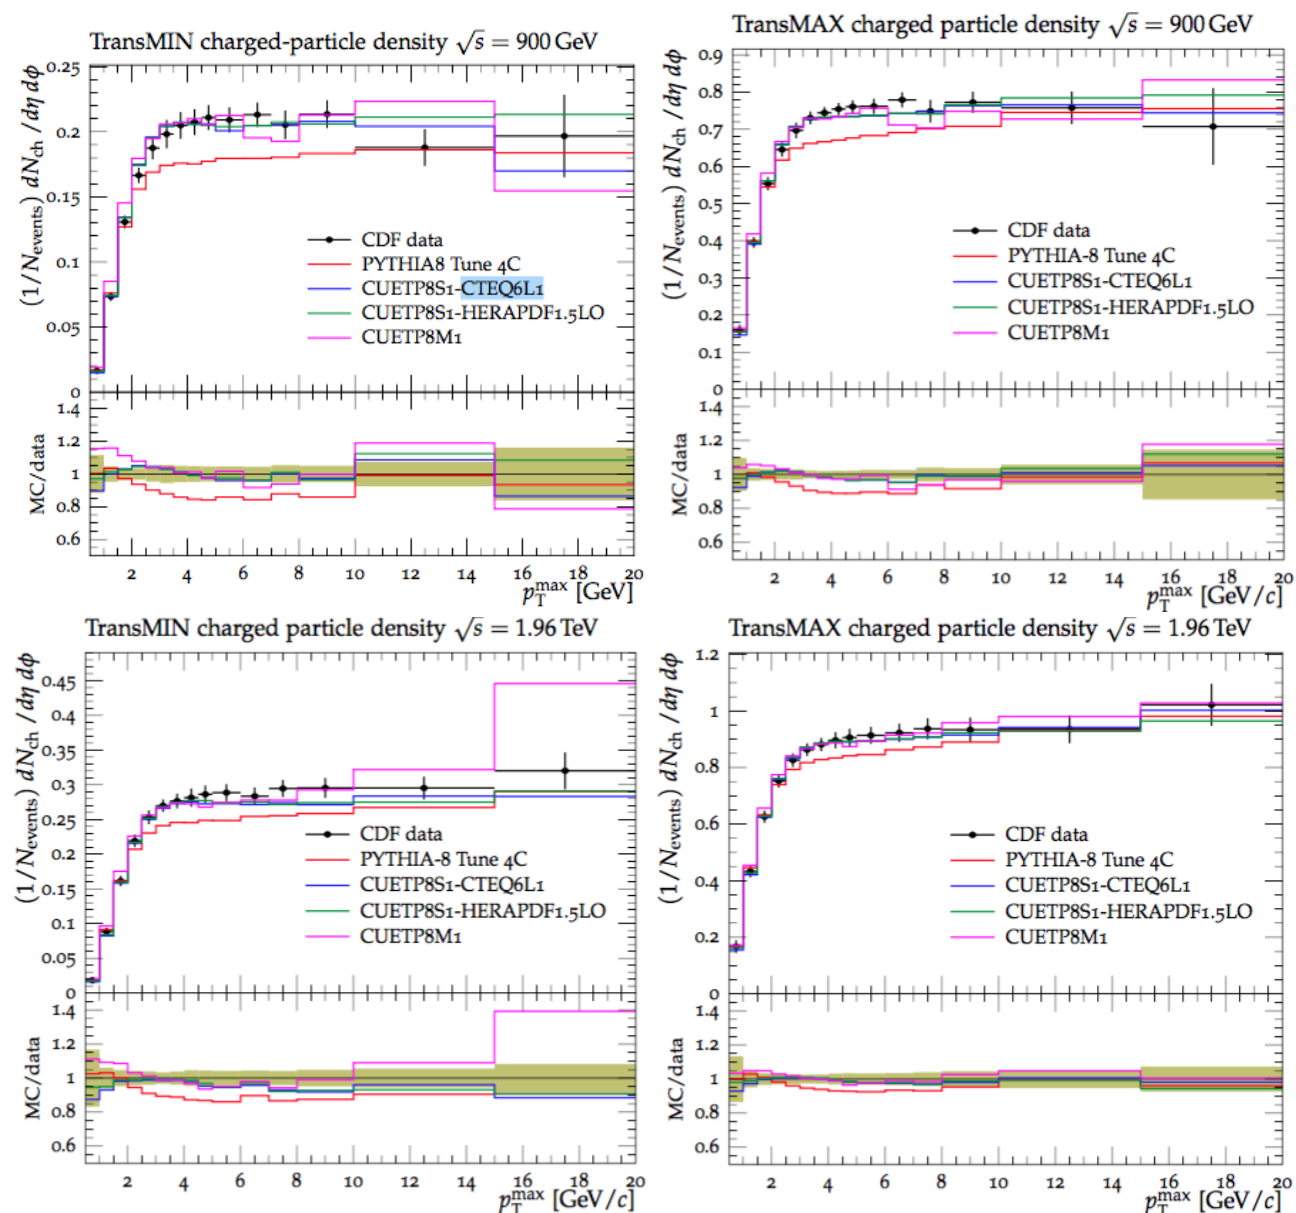 TransMIN charged-particle density √s = 900 GeV
(1/N_events) dN_ch/dη dϕ
0.25
0.2
0.15
0.1
0.05
0
CDF data
PYTHIA8 Tune 4C
CUETP8S1-CTEQ6L1
CUETP8S1-HERAPDF1.5LO
CUETP8M1
MC/data
1.4
1.2
1
0.8
0.6
2 4 6 8 10 12 14 16 18 20
p_T^max [GeV]
TransMAX charged particle density √s = 900 GeV
(1/N_events) dN_ch/dη dϕ
0.9
0.8
0.7
0.6
0.5
0.4
0.3
0.2
0.1
CDF data
PYTHIA-8 Tune 4C
CUETP8S1-CTEQ6L1
CUETP8S1-HERAPDF1.5LO
CUETP8M1
MC/data
1.4
1.2
1
0.8
0.6
2 4 6 8 10 12 14 16 18 20
p_T^max [GeV/c]
TransMIN charged particle density √s = 1.96 TeV
(1/N_events) dN_ch/dη dϕ
0.45
0.4
0.35
0.3
0.25
0.2
0.15
0.1
0.05
0
CDF data
PYTHIA-8 Tune 4C
CUETP8S1-CTEQ6L1
CUETP8S1-HERAPDF1.5LO
CUETP8M1
MC/data
1.4
1.2
1
0.8
0.6
2 4 6 8 10 12 14 16 18 20
p_T^max [GeV/c]
TransMAX charged particle density √s = 1.96 TeV
(1/N_events) dN_ch/dη dϕ
1.2
1
0.8
0.6
0.4
0.2
0
CDF data
PYTHIA-8 Tune 4C
CUETP8S1-CTEQ6L1
CUETP8S1-HERAPDF1.5LO
CUETP8M1
MC/data
1.4
1.2
1
0.8
0.6
2 4 6 8 10 12 14 16 18 20
p_T^max [GeV/c]